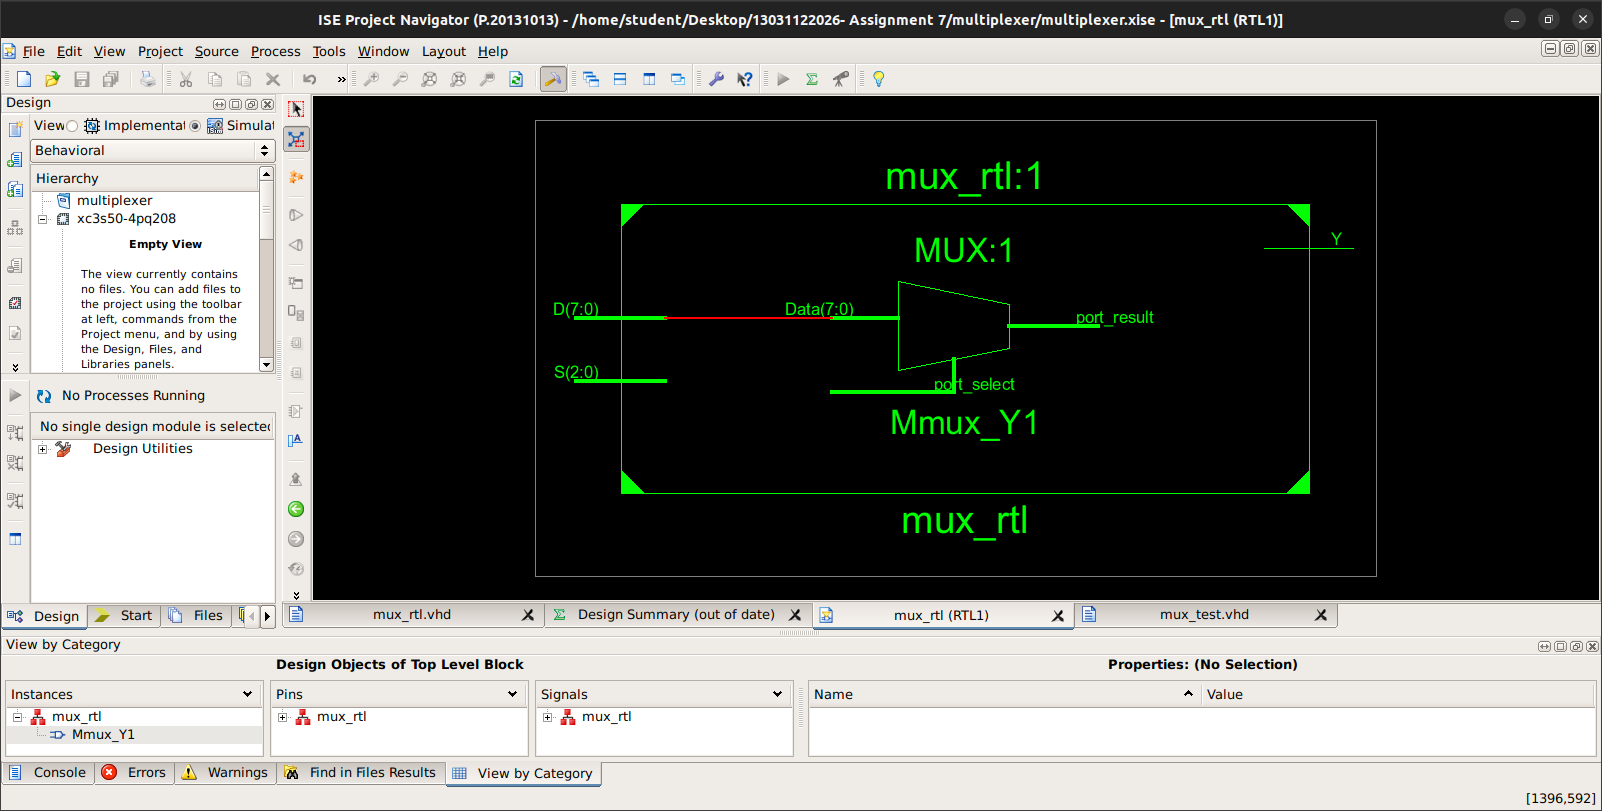 ISE Project Navigator (P.20131013) - /home/student/Desktop/13031122026- Assignment 7/multiplexer/multiplexer.xise - [mux_rtl (RTL1)]
File Edit View Project Source Process Tools Window Layout Help
Design
View Implementat Simulat
Behavioral
Hierarchy
multiplexer
xc3s50-4pq208
Empty View
The view currently contains
no files. You can add files to
the project using the toolbar
at left, commands from the
Project menu, and by using
the Design, Files, and
Libraries panels.
No Processes Running
No single design module is selected
Design Utilities
Design Start Files
mux_rtl:1
MUX:1
Y
D(7:0)
Data(7:0)
port_result
S(2:0)
port_select
Mmux_Y1
mux_rtl
mux_rtl.vhd
Design Summary (out of date)
mux_rtl (RTL1)
mux_test.vhd
View by Category
Design Objects of Top Level Block
Properties: (No Selection)
Instances
mux_rtl
Mmux_Y1
Pins
mux_rtl
Signals
mux_rtl
Name Value
Console Errors Warnings Find in Files Results View by Category
[1396,592]